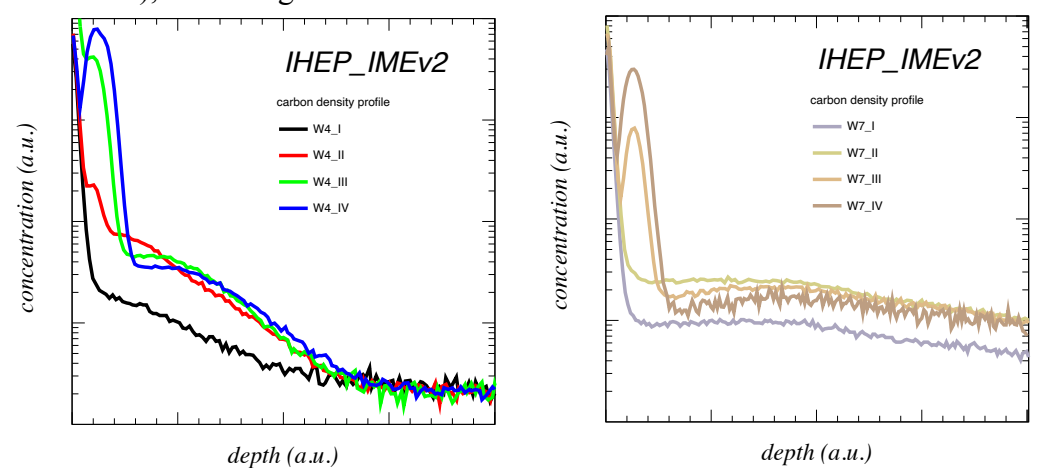 IHEP_IMEv2
carbon density profile
W4_I
W4_II
W4_III
W4_IV
concentration (a.u.)
depth (a.u.)
IHEP_IMEv2
carbon density profile
W7_I
W7_II
W7_III
W7_IV
concentration (a.u.)
depth (a.u.)